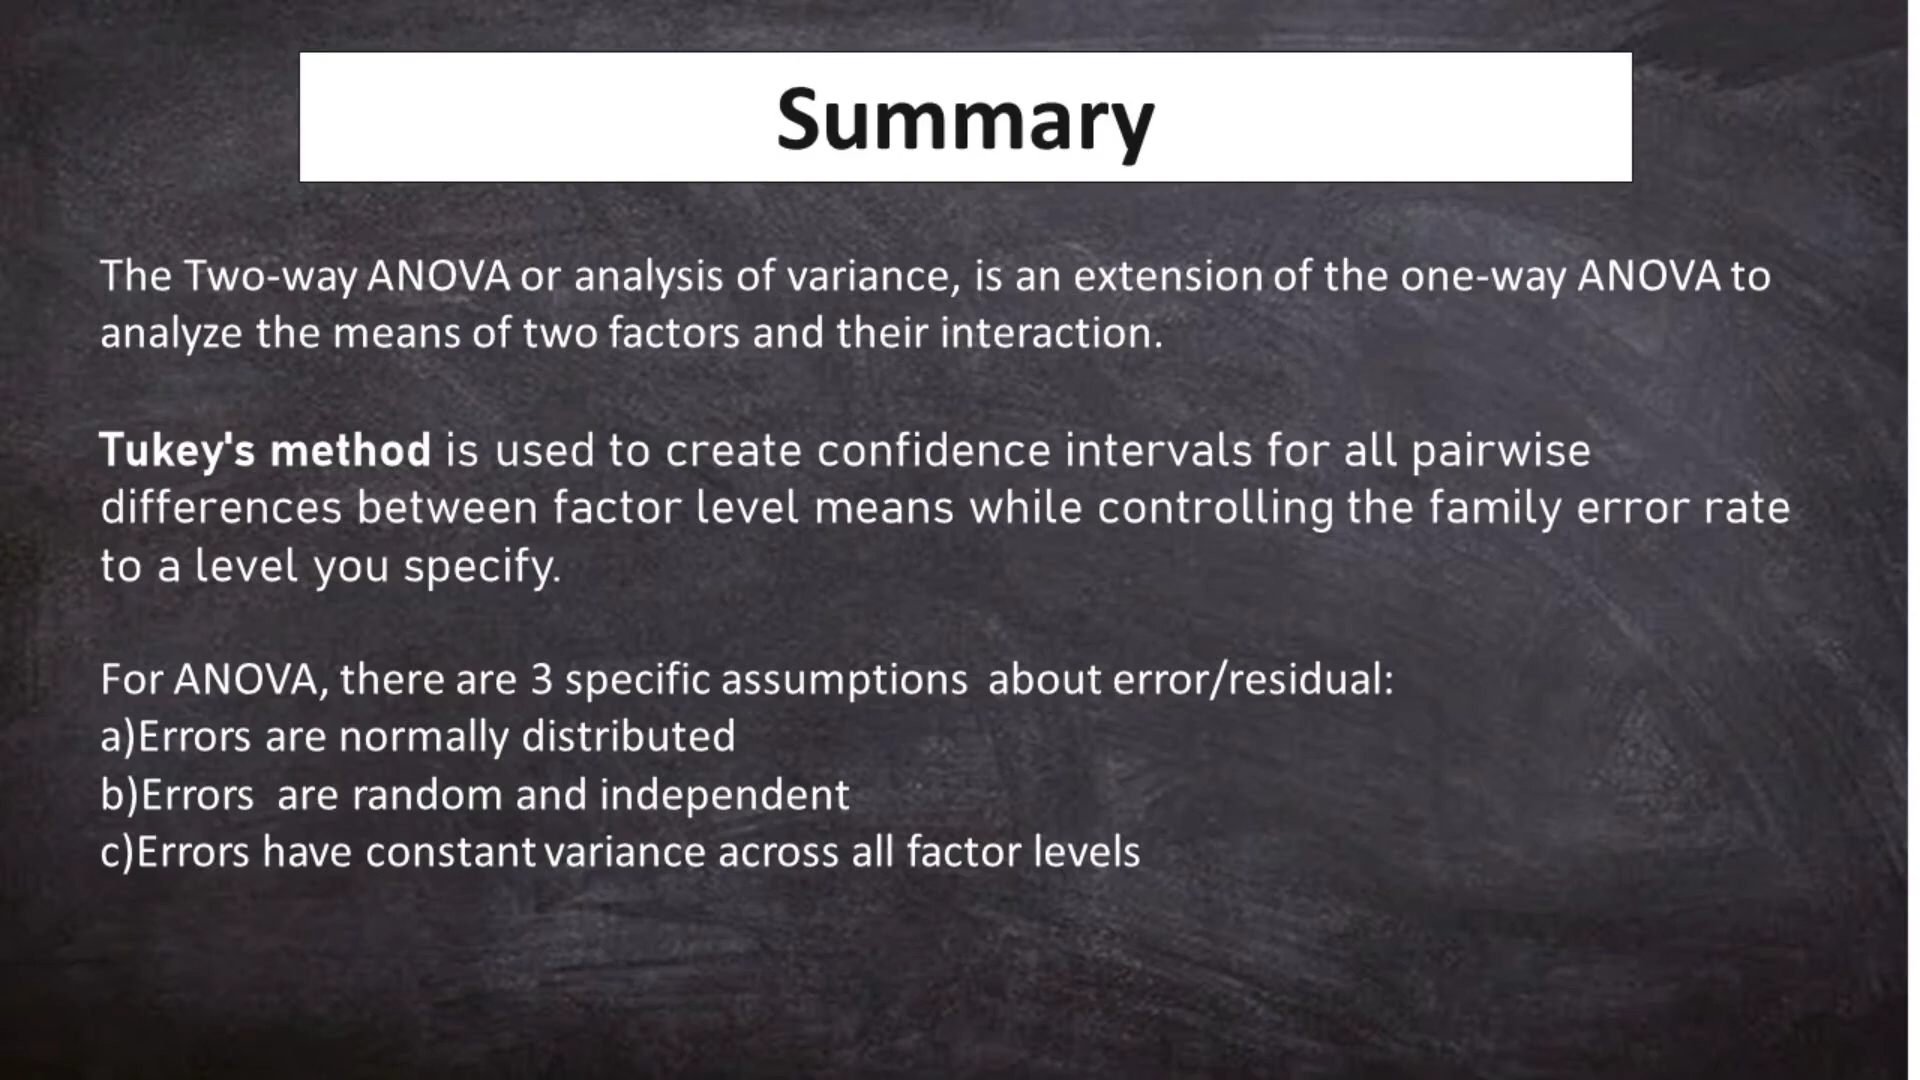 Summary
The Two-way ANOVA or analysis of variance, is an extension of the one-way ANOVA to
analyze the means of two factors and their interaction.
Tukey's method is used to create confidence intervals for all pairwise
differences between factor level means while controlling the family error rate
to a level you specify.
For ANOVA, there are 3 specific assumptions  about error/residual:
a)Errors are normally distributed
b)Errors  are random and independent
c)Errors have constant variance across all factor levels